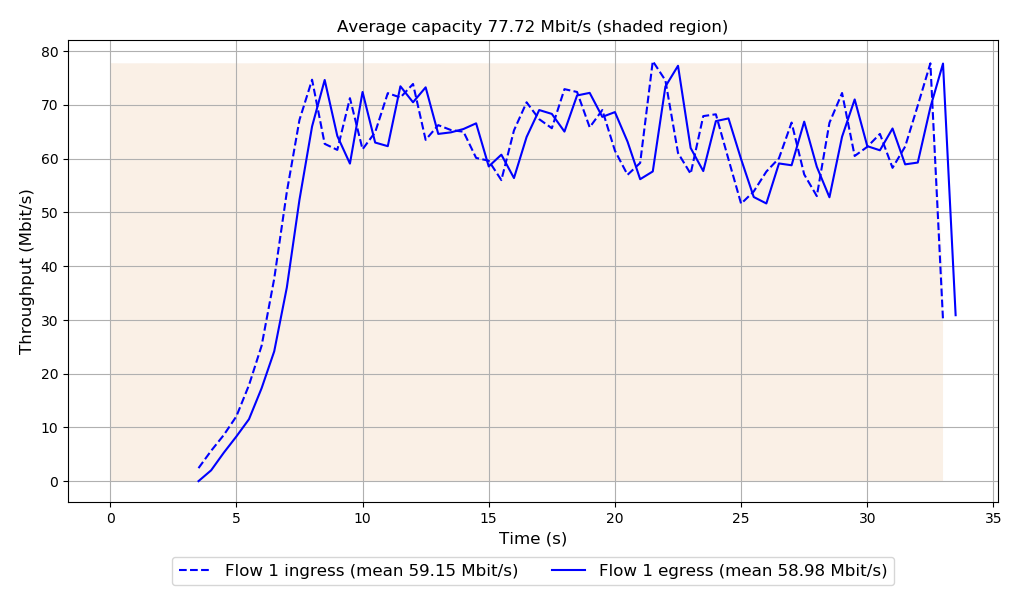 Average capacity 77.72 Mbit/s (shaded region)
Throughput (Mbit/s)
80
70
60
50
40
30
20
10
0
0 5 10 15 20 25 30 35
Time (s)
Flow 1 ingress (mean 59.15 Mbit/s) Flow 1 egress (mean 58.98 Mbit/s)